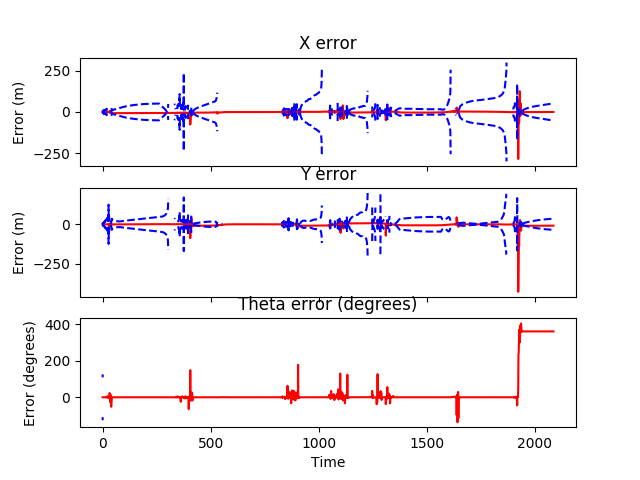 X error
250
0
−250
Error (m)
Y error
0
−250
Error (m)
Theta error (degrees)
400
200
0
Error (degrees)
0 500 1000 1500 2000
Time